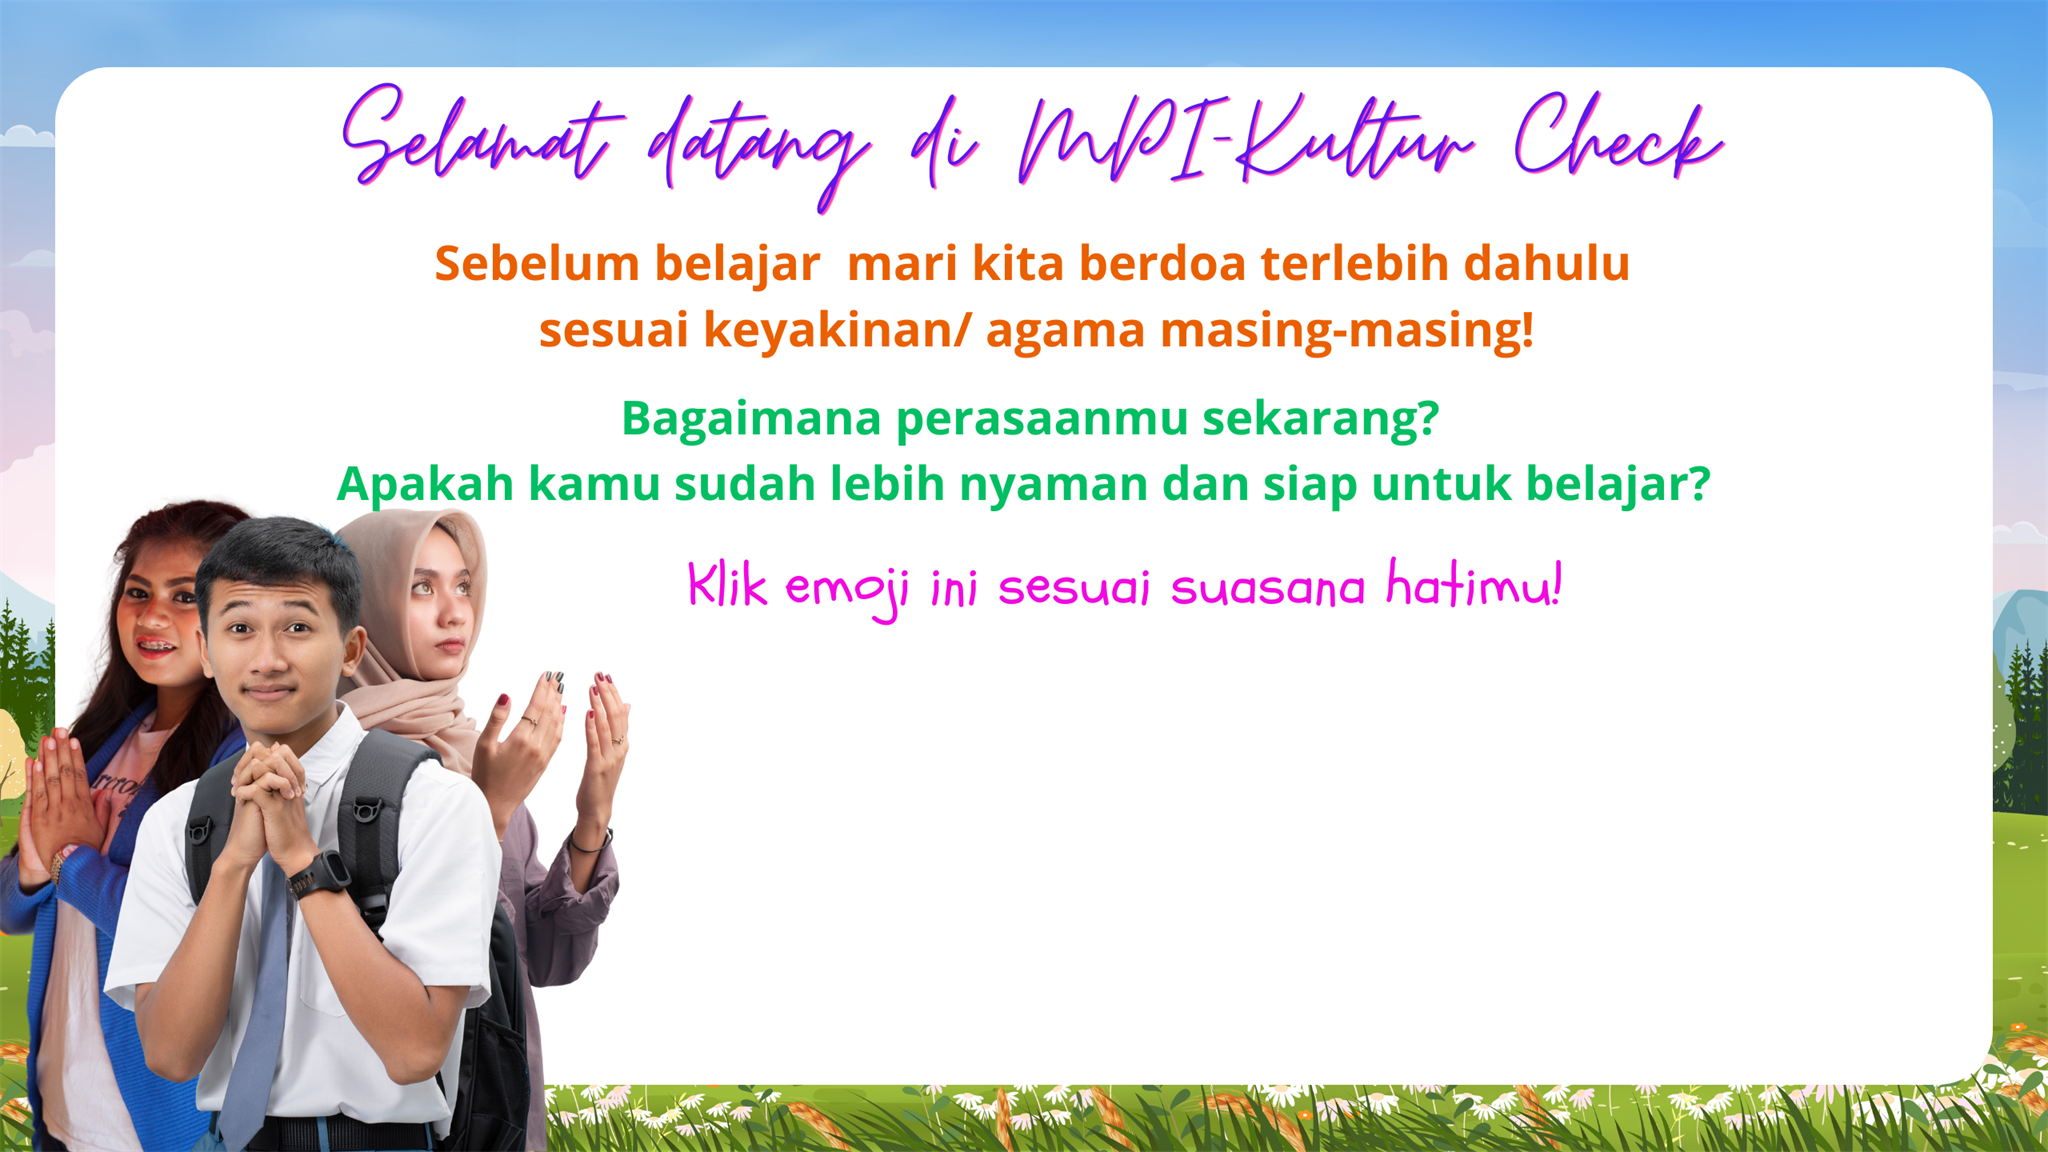 Selamat datang di MPI-Kultur Check
Sebelum belajar mari kita berdoa terlebih dahulu
sesuai keyakinan/ agama masing-masing!
Bagaimana perasaanmu sekarang?
Apakah kamu sudah lebih nyaman dan siap untuk belajar?
Klik emoji ini sesuai suasana hatimu!